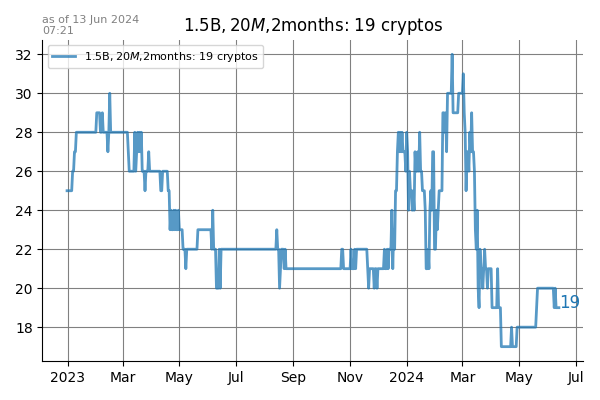 as of 13 Jun 2024
07:21
1.5B, 20M,2months: 19 cryptos
1.5B, 20M,2months: 19 cryptos
32
30
28
26
24
22
20
18
19
2023 Mar May Jul Sep Nov 2024 Mar May Jul